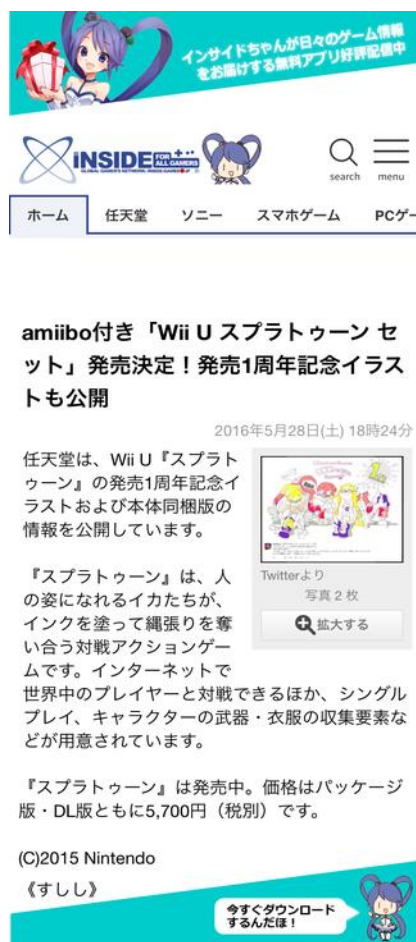 インサイドちゃんが日々のゲーム情報
をお届けする無料アプリ好評配信中
iNSIDE FOR ALL GAMERS
search
menu
ホーム
任天堂
ソニー
スマホゲーム
PCゲー
amiibo付き「Wii U スプラトゥーン セ
ット」発売決定！発売1周年記念イラス
トも公開
2016年5月28日(土) 18時24分
任天堂は、Wii U『スプラト
ゥーン』の発売1周年記念イ
ラストおよび本体同梱版の
情報を公開しています。
Twitterより
写真 2 枚
拡大する
『スプラトゥーン』は、人
の姿になれるイカたちが、
インクを塗って縄張りを奪
い合う対戦アクションゲー
ムです。インターネットで
世界中のプレイヤーと対戦できるほか、シングル
プレイ、キャラクターの武器・衣服の収集要素な
どが用意されています。
『スプラトゥーン』は発売中。価格はパッケージ
版・DL版ともに5,700円（税別）です。
(C)2015 Nintendo
《すしし》
今すぐダウンロード
するんだほ！